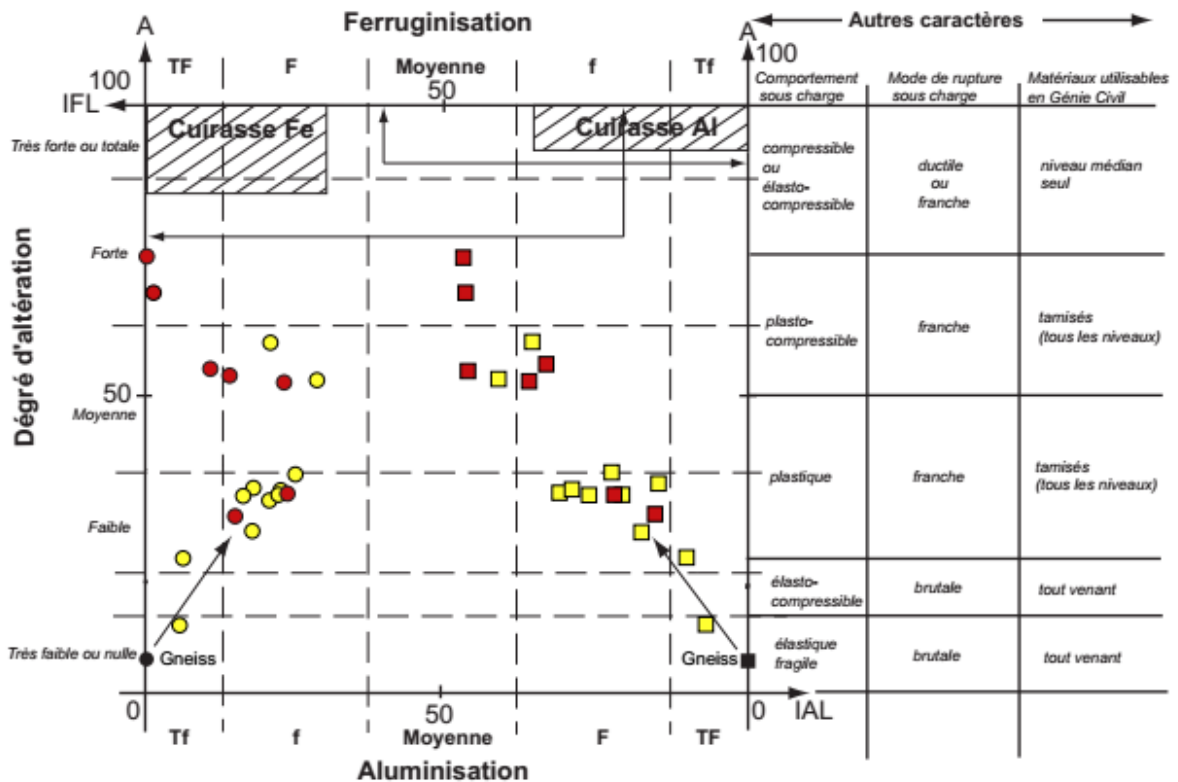 Ferruginisation
Autres caractères
A
A
TF
F
Moyenne
f
Tf
100
50
100
IFL
Comportement
sous charge
Mode de rupture
sous charge
Matériaux utilisables
en Génie Civil
Cuirasse Fe
Cuirasse Al
Très forte ou totale
compressible
ou
élasto-
compressible
ductile
ou
franche
niveau médian
seul
Dégré d'altération
Forte
plasto-
compressible
franche
tamisés
(tous les niveaux)
50
Moyenne
plastique
franche
tamisés
(tous les niveaux)
Faible
élasto-
compressible
brutale
tout venant
Très faible ou nulle
Gneiss
Gneiss
élastique
fragile
brutale
tout venant
0
50
0
IAL
Tf
f
Moyenne
F
TF
Aluminisation